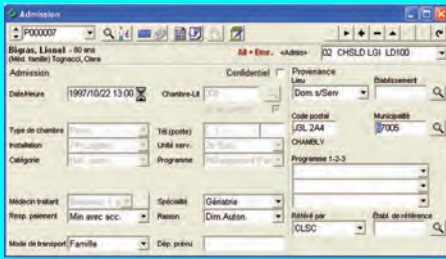 Admission
P000007
Bigras, Lionel - 80 ans
(Méd. famille) Tognacci, Clara
All + Env.. «Admis» 02 CHSLD LGI LD100
Admission Confidentiel Provenance
Lieu Établissement
Date/Heure 1997/10/22 13:00 Chambre-Lit Dom s/Serv
Code postal Municipalité
J3L 2A4 57005
CHAMBLY
Type de chambre Tél.(poste)
Installation Unité serv.
Catégorie Programme
Programme 1-2-3
Médecin traitant Spécialité Gériatrie
Resp. paiement Min avec acc. Raison Dim.Auton.
Référé par Établ. de référence
CLSC
Mode de transport Famille Dép. prévu